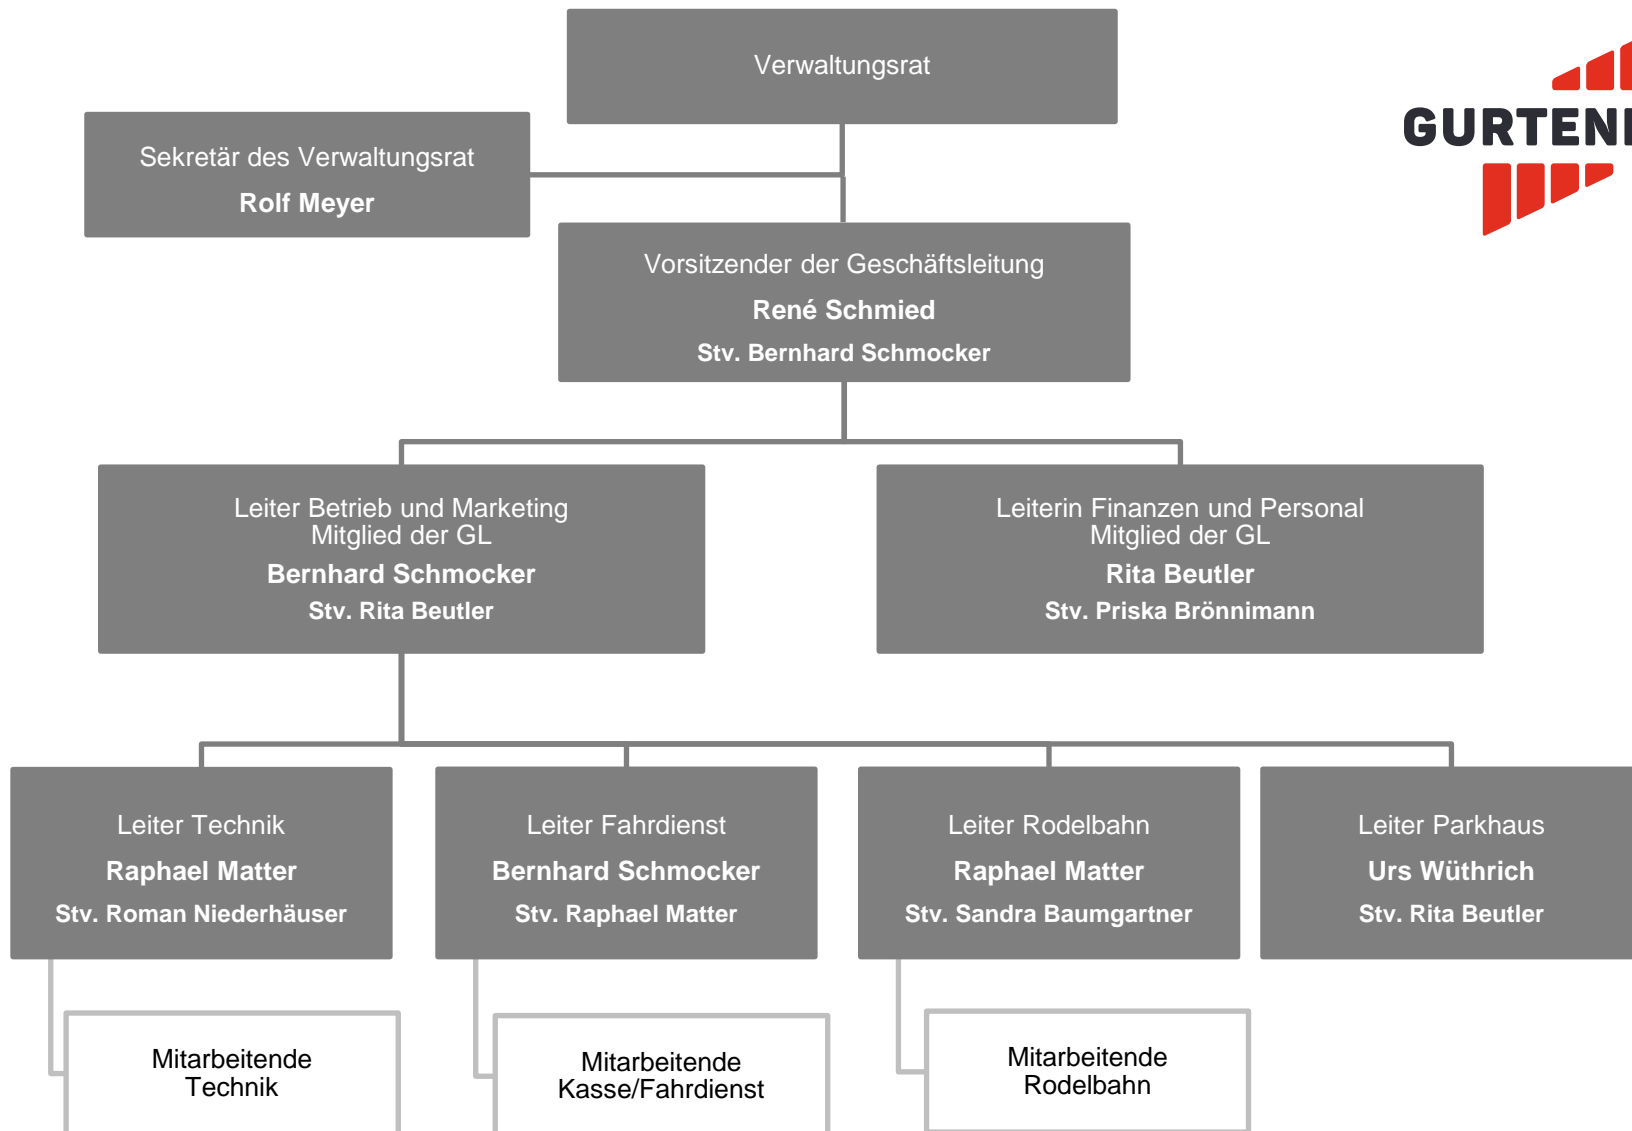 Verwaltungsrat
GURTEN
Sekretär des Verwaltungsrat
Rolf Meyer
Vorsitzender der Geschäftsleitung
René Schmied
Stv. Bernhard Schmocker
Leiter Betrieb und Marketing
Mitglied der GL
Bernhard Schmocker
Stv. Rita Beutler
Leiterin Finanzen und Personal
Mitglied der GL
Rita Beutler
Stv. Priska Brönnimann
Leiter Technik
Raphael Matter
Stv. Roman Niederhäuser
Leiter Fahrdienst
Bernhard Schmocker
Stv. Raphael Matter
Leiter Rodelbahn
Raphael Matter
Stv. Sandra Baumgartner
Leiter Parkhaus
Urs Wüthrich
Stv. Rita Beutler
Mitarbeitende
Technik
Mitarbeitende
Kasse/Fahrdienst
Mitarbeitende
Rodelbahn